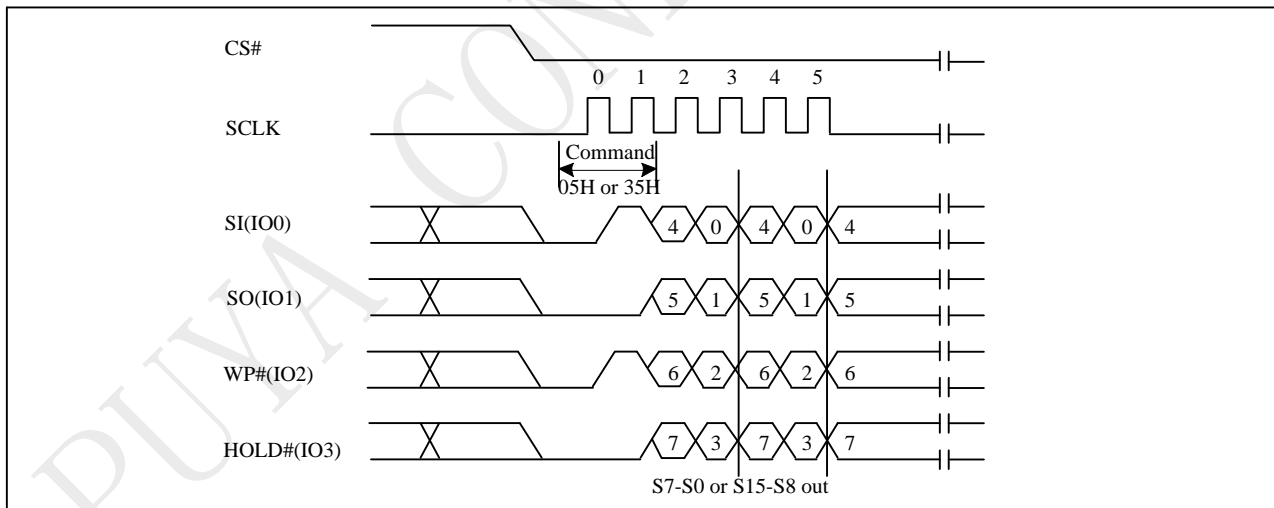 PUYA CON
CS#
0 1 2 3 4 5
SCLK
Command
05H or 35H
SI(IO0)
4 0 4 0 4
SO(IO1)
5 1 5 1 5
WP#(IO2)
6 2 6 2 6
HOLD#(IO3)
7 3 7 3 7
S7-S0 or S15-S8 out